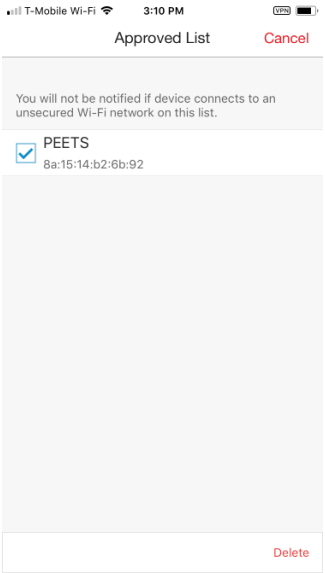 T-Mobile Wi-Fi 3:10 PM VPN
Approved List Cancel
You will not be notified if device connects to an
unsecured Wi-Fi network on this list.
PEETS
8a:15:14:b2:6b:92
Delete